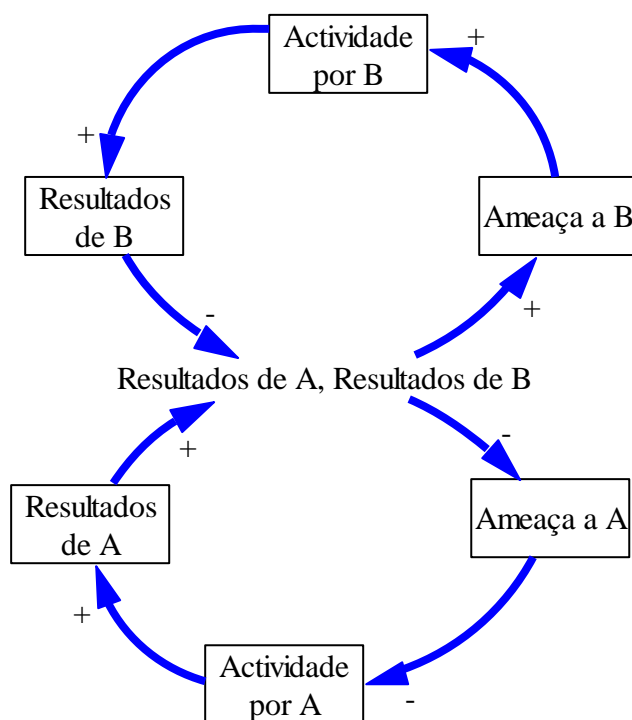 Actividade
por B
+
+
Resultados
de B
Ameaça a B
-
+
Resultados de A, Resultados de B
+
-
Resultados
de A
Ameaça a A
+
Actividade
por A
-